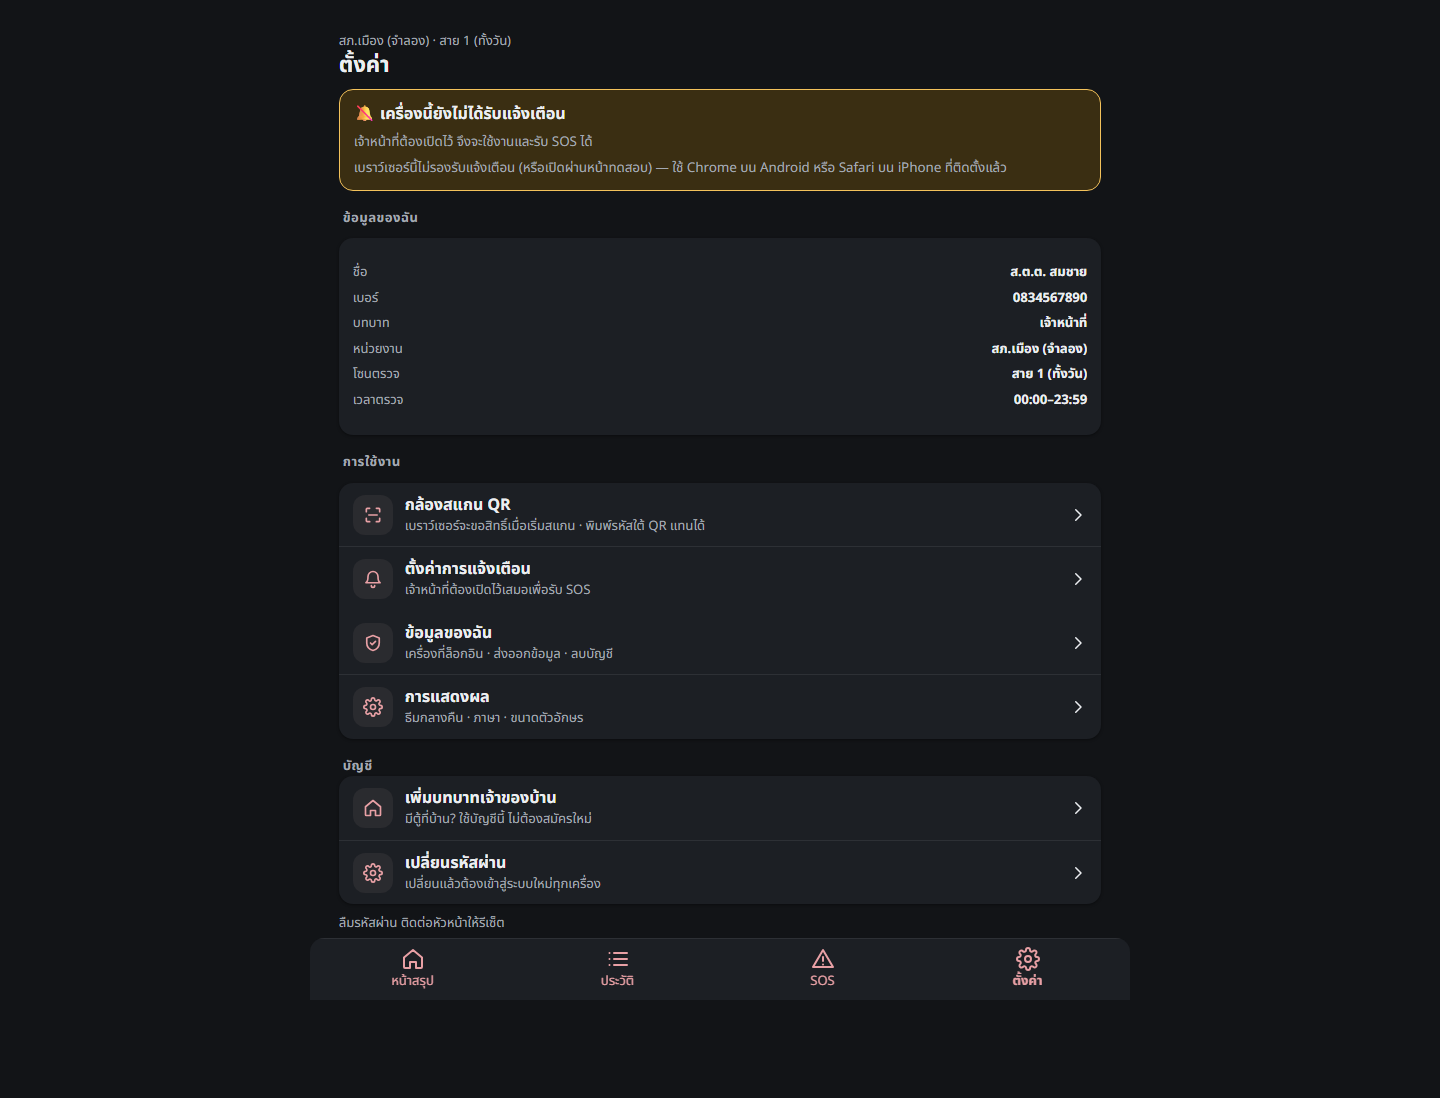 สภ.เมือง (จำลอง) · สาย 1 (ทั้งวัน)
ตั้งค่า
เครื่องนี้ยังไม่ได้รับแจ้งเตือน
เจ้าหน้าที่ต้องเปิดไว้ จึงจะใช้งานและรับ SOS ได้
เบราว์เซอร์นี้ไม่รองรับแจ้งเตือน (หรือเปิดผ่านหน้าทดสอบ) — ใช้ Chrome บน Android หรือ Safari บน iPhone ที่ติดตั้งแล้ว
ข้อมูลของฉัน
ชื่อ ส.ต.ต. สมชาย
เบอร์ 0834567890
บทบาท เจ้าหน้าที่
หน่วยงาน สภ.เมือง (จำลอง)
โซนตรวจ สาย 1 (ทั้งวัน)
เวลาตรวจ 00:00–23:59
การใช้งาน
กล้องสแกน QR
เบราว์เซอร์จะขอสิทธิ์เมื่อเริ่มสแกน · พิมพ์รหัสใต้ QR แทนได้
ตั้งค่าการแจ้งเตือน
เจ้าหน้าที่ต้องเปิดไว้เสมอเพื่อรับ SOS
ข้อมูลของฉัน
เครื่องที่ล็อกอิน · ส่งออกข้อมูล · ลบบัญชี
การแสดงผล
ธีมกลางคืน · ภาษา · ขนาดตัวอักษร
บัญชี
เพิ่มบทบาทเจ้าของบ้าน
มีตู้ที่บ้าน? ใช้บัญชีนี้ ไม่ต้องสมัครใหม่
เปลี่ยนรหัสผ่าน
เปลี่ยนแล้วต้องเข้าสู่ระบบใหม่ทุกเครื่อง
ลืมรหัสผ่าน ติดต่อหัวหน้าให้รีเซ็ต
หน้าสรุป ประวัติ SOS ตั้งค่า